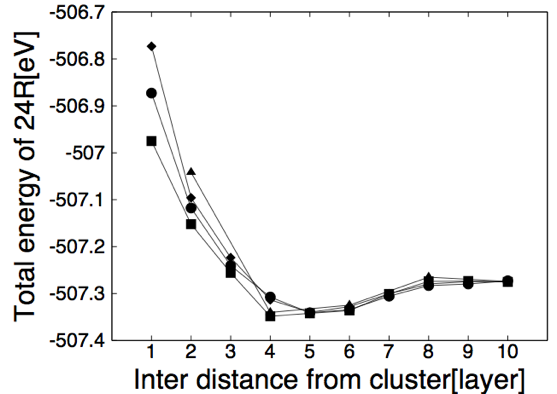 Total energy of 24R[eV]
-506.7
-506.8
-506.9
-507
-507.1
-507.2
-507.3
-507.4
1 2 3 4 5 6 7 8 9 10
Inter distance from cluster[layer]